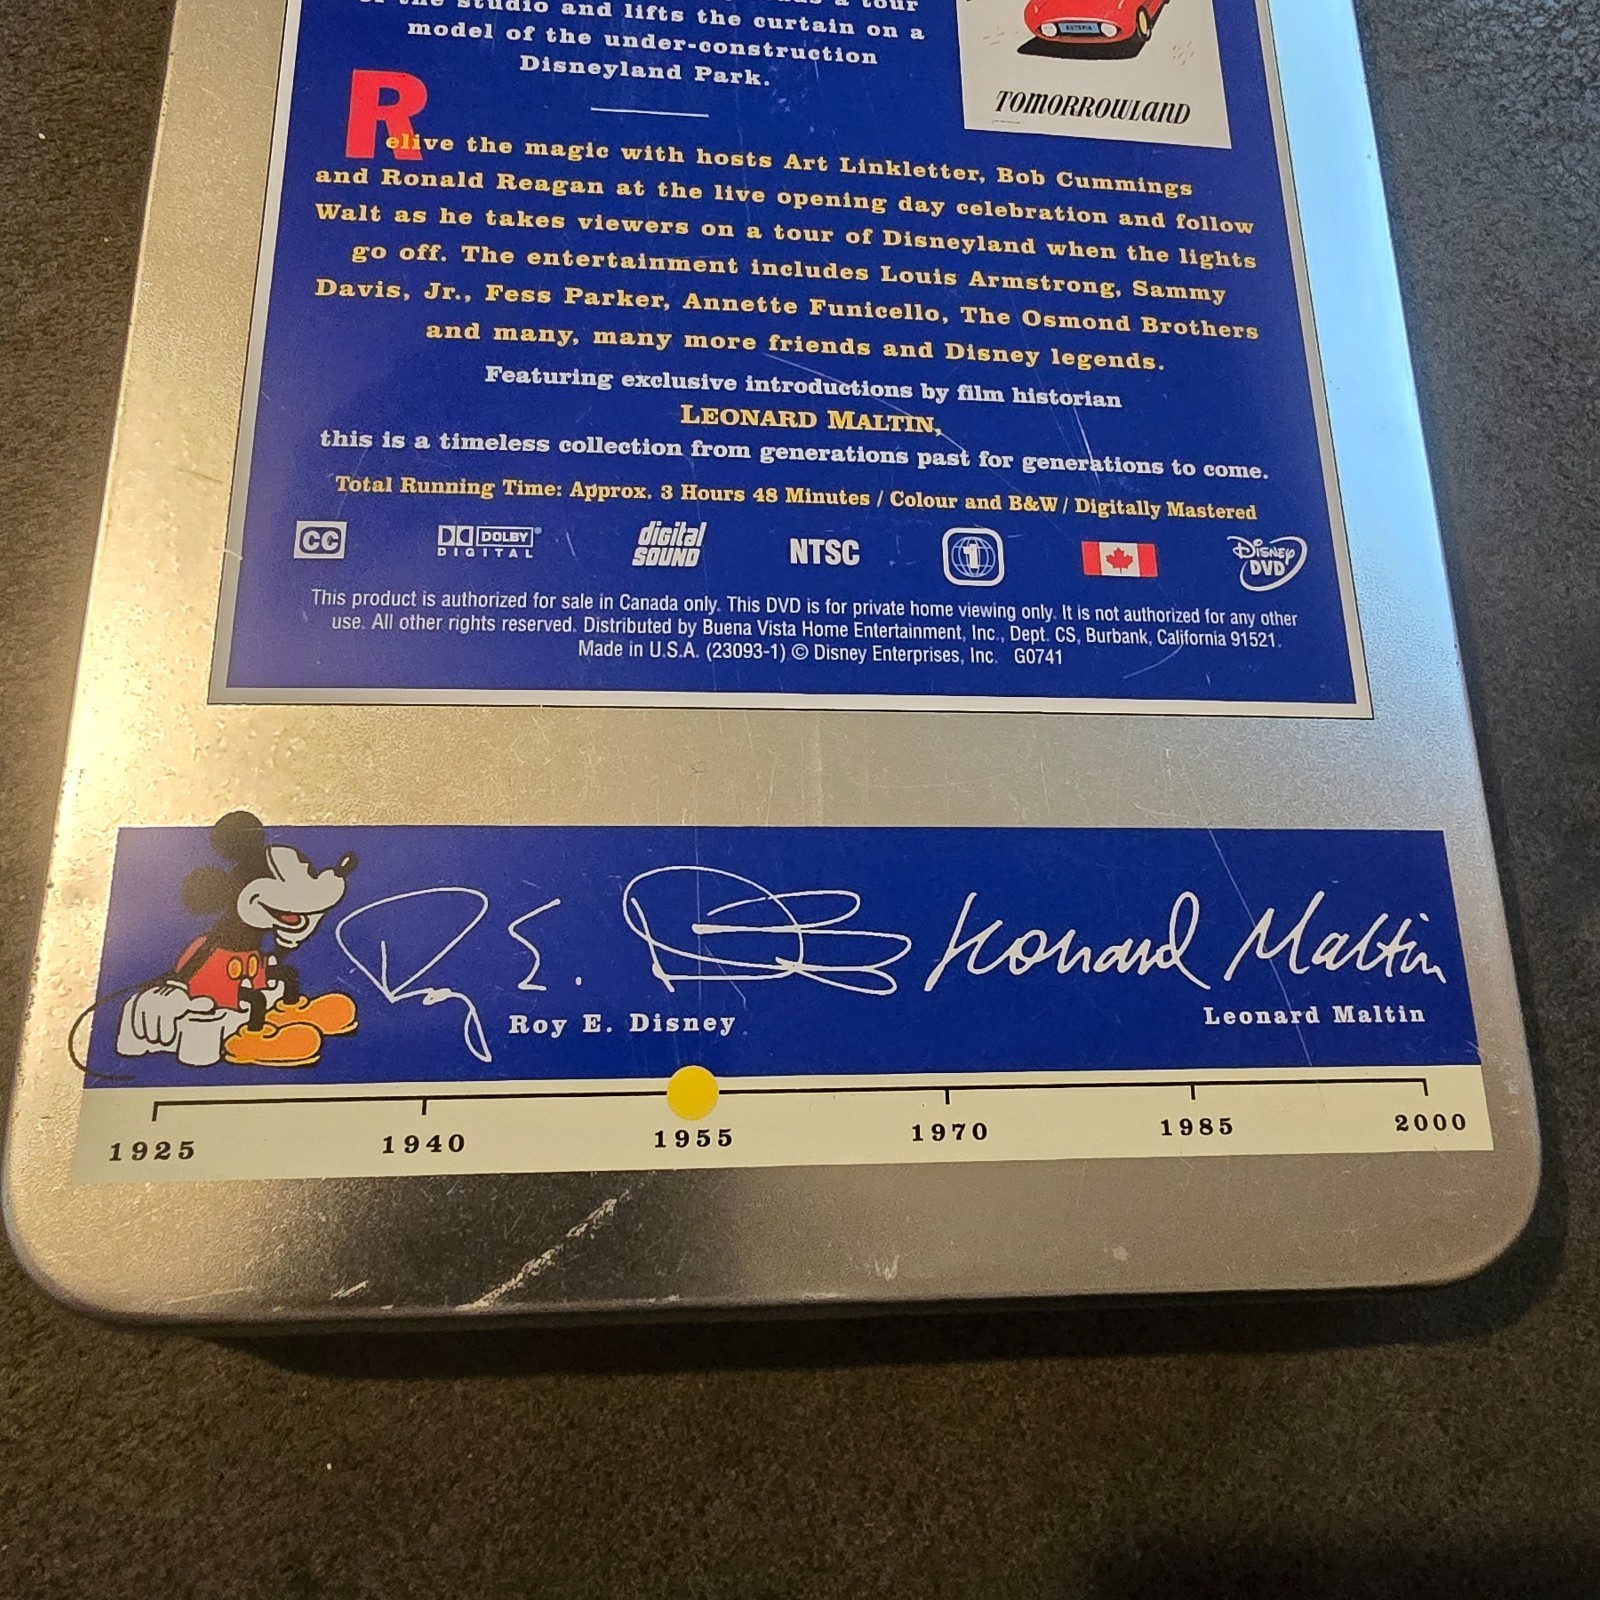 a tour
of the studio and lifts the curtain on a
model of the under-construction
Disneyland Park.
AUTOPIA
TOMORROWLAND
Relive the magic with hosts Art Linkletter, Bob Cummings
and Ronald Reagan at the live opening day celebration and follow
Walt as he takes viewers on a tour of Disneyland when the lights
go off. The entertainment includes Louis Armstrong, Sammy
Davis, Jr., Fess Parker, Annette Funicello, The Osmond Brothers
and many, many more friends and Disney legends.
Featuring exclusive introductions by film historian
LEONARD MALTIN,
this is a timeless collection from generations past for generations to come.
Total Running Time: Approx. 3 Hours 48 Minutes / Colour and B&W / Digitally Mastered
CC DOLBY DIGITAL digital SOUND NTSC 1 Disney DVD
This product is authorized for sale in Canada only. This DVD is for private home viewing only. It is not authorized for any other
use. All other rights reserved. Distributed by Buena Vista Home Entertainment, Inc., Dept. CS, Burbank, California 91521.
Made in U.S.A. (23093-1) © Disney Enterprises, Inc. G0741
Roy E. Disney Leonard Maltin
Roy E. Disney Leonard Maltin
1925 1940 1955 1970 1985 2000